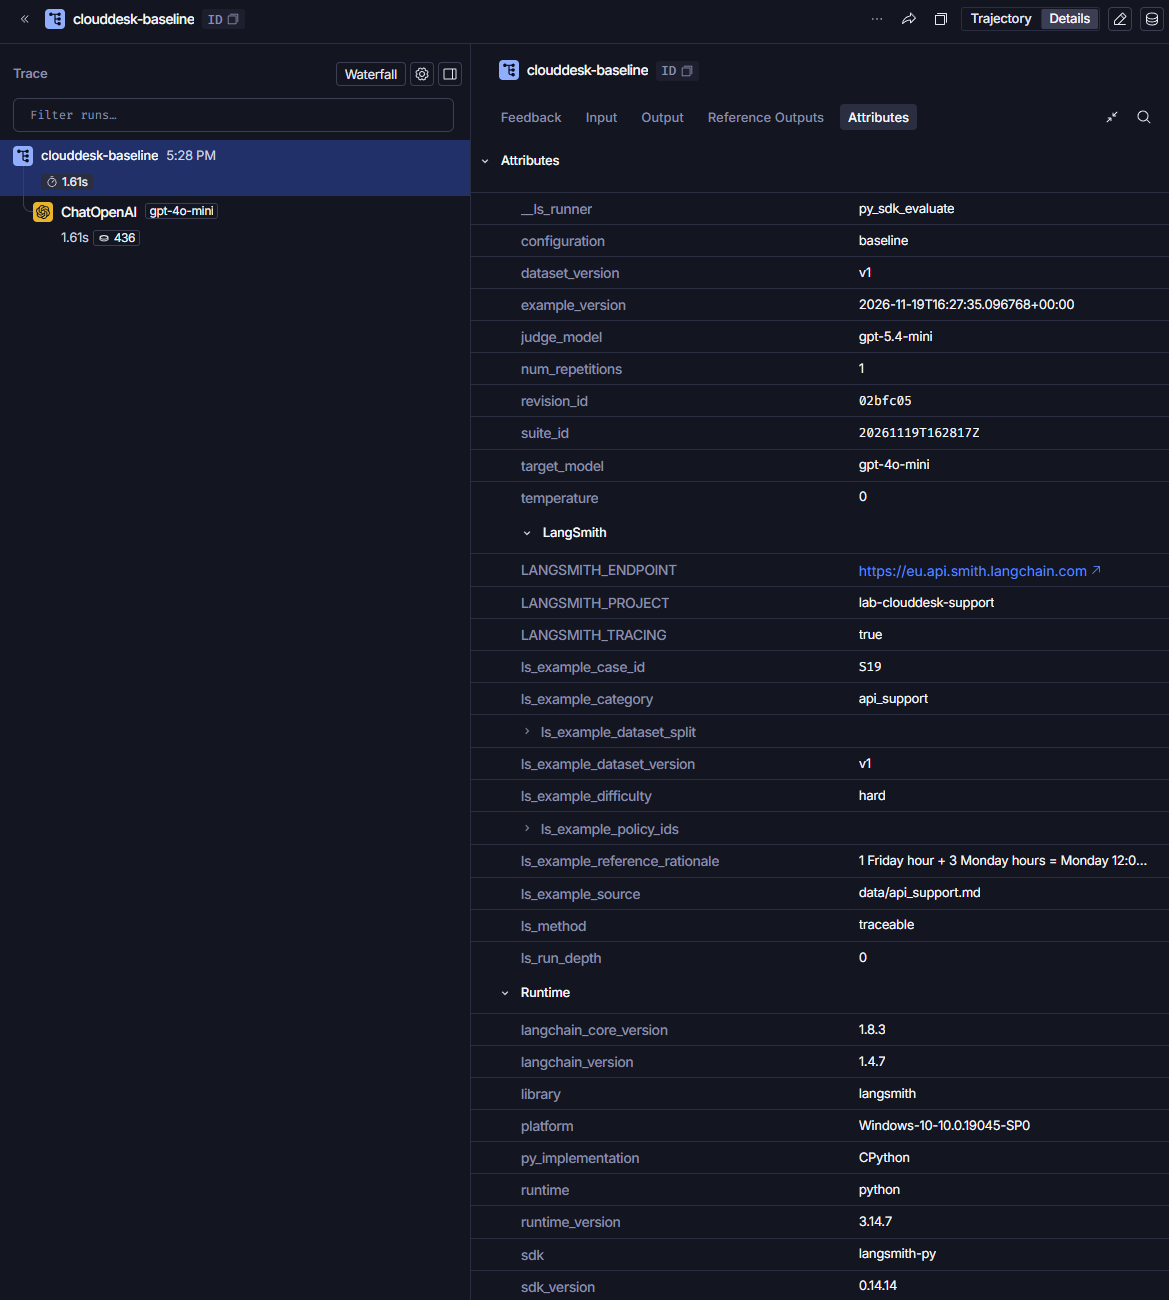 clouddesk-baseline ID
Trajectory Details
Trace
Waterfall
Filter runs…
clouddesk-baseline 5:28 PM
1.61s
ChatOpenAI gpt-4o-mini
1.61s 436
clouddesk-baseline ID
Feedback Input Output Reference Outputs Attributes
Attributes
__ls_runner py_sdk_evaluate
configuration baseline
dataset_version v1
example_version 2026-11-19T16:27:35.096768+00:00
judge_model gpt-5.4-mini
num_repetitions 1
revision_id 02bfc05
suite_id 20261119T162817Z
target_model gpt-4o-mini
temperature 0
LangSmith
LANGSMITH_ENDPOINT https://eu.api.smith.langchain.com
LANGSMITH_PROJECT lab-clouddesk-support
LANGSMITH_TRACING true
ls_example_case_id S19
ls_example_category api_support
ls_example_dataset_split
ls_example_dataset_version v1
ls_example_difficulty hard
ls_example_policy_ids
ls_example_reference_rationale 1 Friday hour + 3 Monday hours = Monday 12:0...
ls_example_source data/api_support.md
ls_method traceable
ls_run_depth 0
Runtime
langchain_core_version 1.8.3
langchain_version 1.4.7
library langsmith
platform Windows-10-10.0.19045-SP0
py_implementation CPython
runtime python
runtime_version 3.14.7
sdk langsmith-py
sdk_version 0.14.14